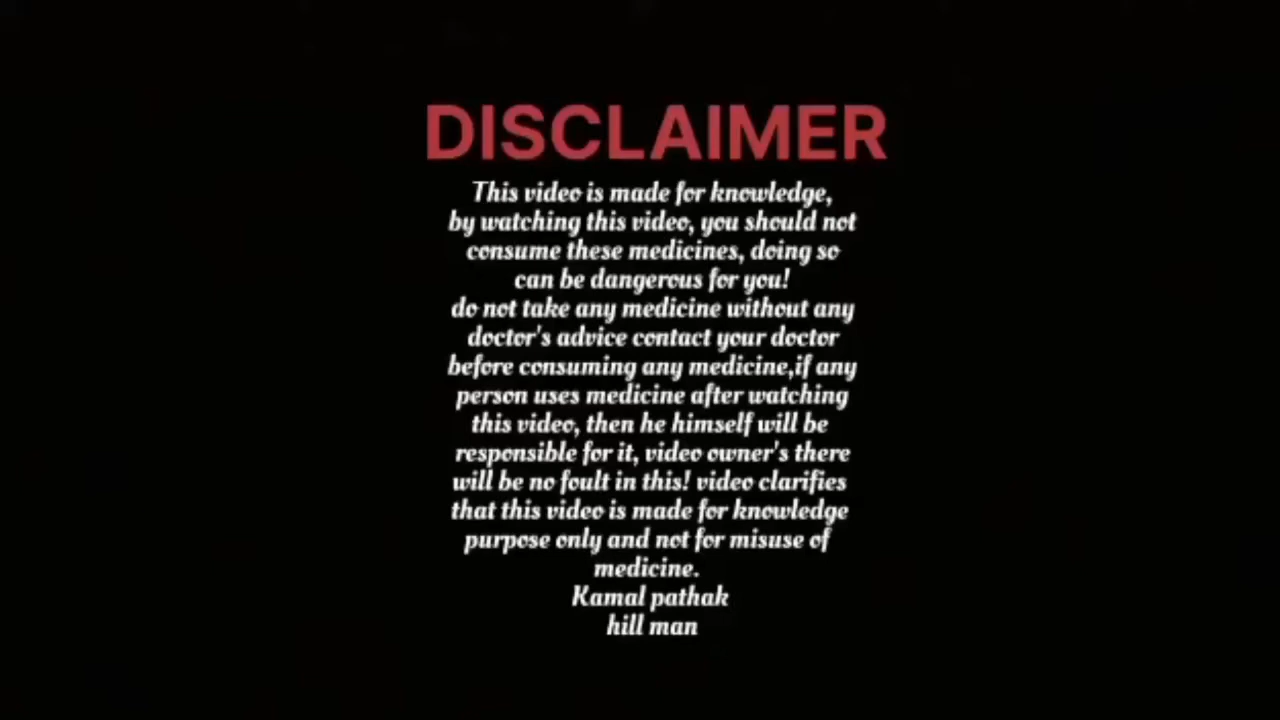 DISCLAIMER
This video is made for knowledge,
by watching this video, you should not
consume these medicines, doing so
can be dangerous for you!
do not take any medicine without any
doctor's advice contact your doctor
before consuming any medicine,if any
person uses medicine after watching
this video, then he himself will be
responsible for it, video owner's there
will be no foult in this! video clarifies
that this video is made for knowledge
purpose only and not for misuse of
medicine.
Kamal pathak
hill man